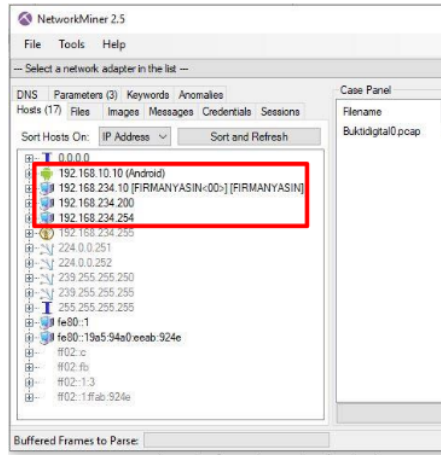 NetworkMiner 2.5
File Tools Help
--- Select a network adapter in the list ---
DNS Parameters (3) Keywords Anomalies
Hosts (17) Files Images Messages Credentials Sessions
Sort Hosts On: IP Address Sort and Refresh
0.0.0.0
192.168.10.10 (Android)
192.168.234.10 [FIRMANYASIN<00>] [FIRMANYASIN]
192.168.234.200
192.168.234.254
192.168.234.255
224.0.0.251
224.0.0.252
239.255.255.250
239.255.255.255
255.255.255.255
fe80::1
fe80::19a5:94a0:eeab:924e
ff02::c
ff02::fb
ff02::1:3
ff02::1:ffab:924e
Case Panel
Filename
Buktidigital0.pcap
Buffered Frames to Parse: